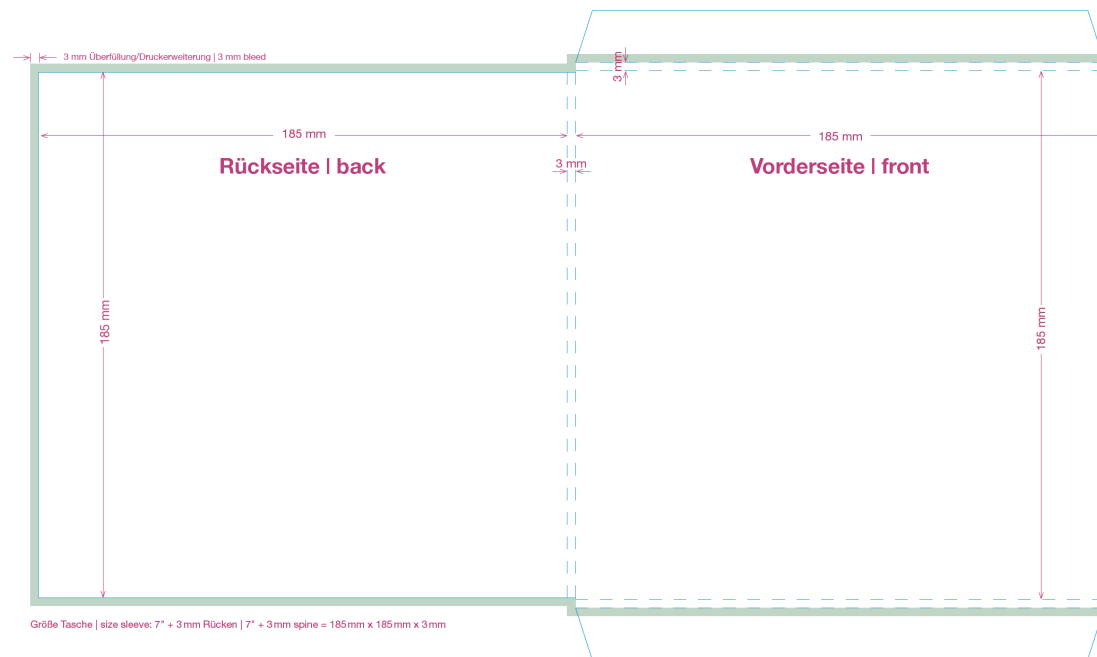 3 mm Überfüllung/Druckerweiterung | 3 mm bleed
3 mm
185 mm
185 mm
Rückseite | back
3 mm
Vorderseite | front
185 mm
185 mm
Größe Tasche | size sleeve: 7" + 3 mm Rücken | 7" + 3 mm spine = 185 mm x 185 mm x 3 mm